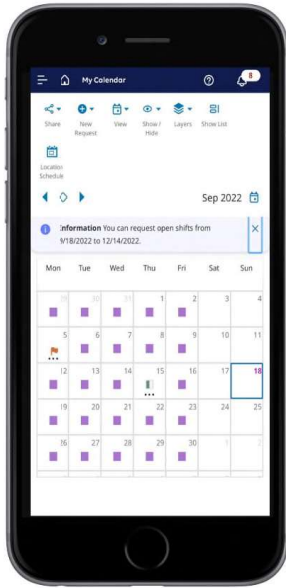 My Calendar
8
Share
New Request
View
Show / Hide
Layers
Show List
Location Schedule
Sep 2022
Information You can request open shifts from
9/18/2022 to 12/14/2022.
Mon Tue Wed Thu Fri Sat Sun
29 30 31 1 2 3 4
5 6 7 8 9 10 11
12 13 14 15 16 17 18
19 20 21 22 23 24 25
26 27 28 29 30 1 2